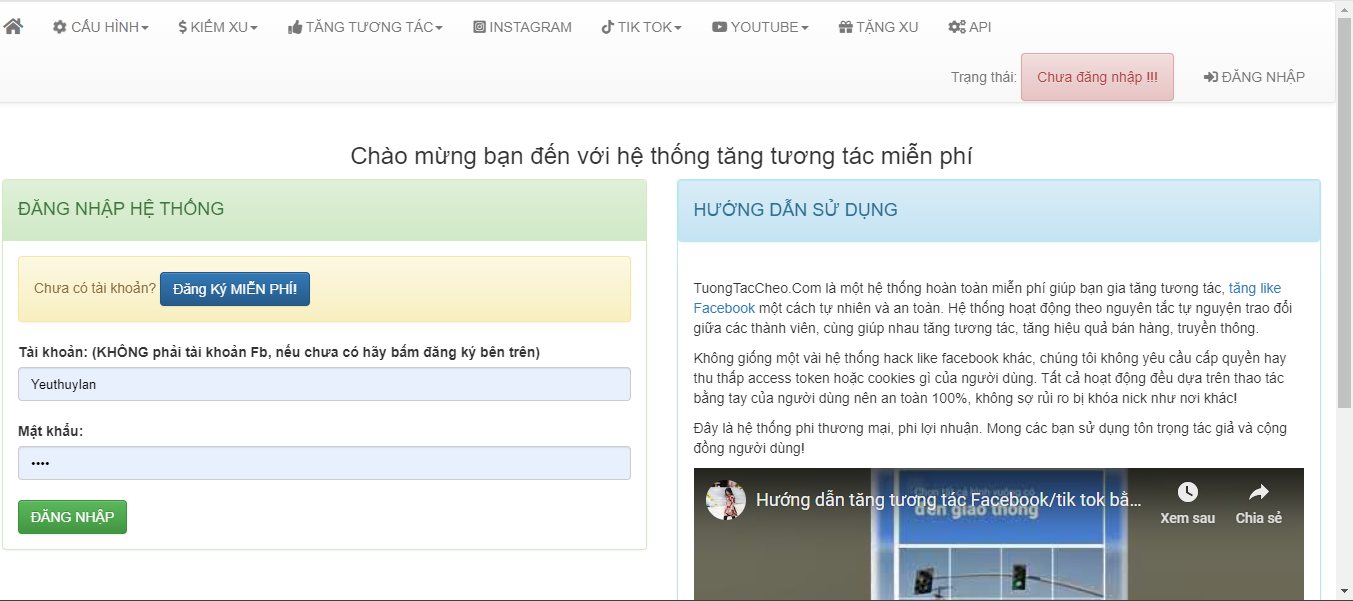 CẤU HÌNH
$ KIẾM XU
TĂNG TƯƠNG TÁC
INSTAGRAM
TIK TOK
YOUTUBE
TẶNG XU
API
Trạng thái: Chưa đăng nhập !!!
ĐĂNG NHẬP
Chào mừng bạn đến với hệ thống tăng tương tác miễn phí
ĐĂNG NHẬP HỆ THỐNG
Chưa có tài khoản? Đăng Ký MIỄN PHÍ!
Tài khoản: (KHÔNG phải tài khoản Fb, nếu chưa có hãy bấm đăng ký bên trên)
Yeuthuylan
Mật khẩu:
••••
ĐĂNG NHẬP
HƯỚNG DẪN SỬ DỤNG
TuongTacCheo.Com là một hệ thống hoàn toàn miễn phí giúp bạn gia tăng tương tác, tăng like
Facebook một cách tự nhiên và an toàn. Hệ thống hoạt động theo nguyên tắc tự nguyện trao đổi
giữa các thành viên, cùng giúp nhau tăng tương tác, tăng hiệu quả bán hàng, truyền thông.
Không giống một vài hệ thống hack like facebook khác, chúng tôi không yêu cầu cấp quyền hay
thu thấp access token hoặc cookies gì của người dùng. Tất cả hoạt động đều dựa trên thao tác
bằng tay của người dùng nên an toàn 100%, không sợ rủi ro bị khóa nick như nơi khác!
Đây là hệ thống phi thương mại, phi lợi nhuận. Mong các bạn sử dụng tôn trọng tác giả và cộng
đồng người dùng!
Hướng dẫn tăng tương tác Facebook/tik tok bằ...
Xem sau
Chia sẻ
đèn giao thông